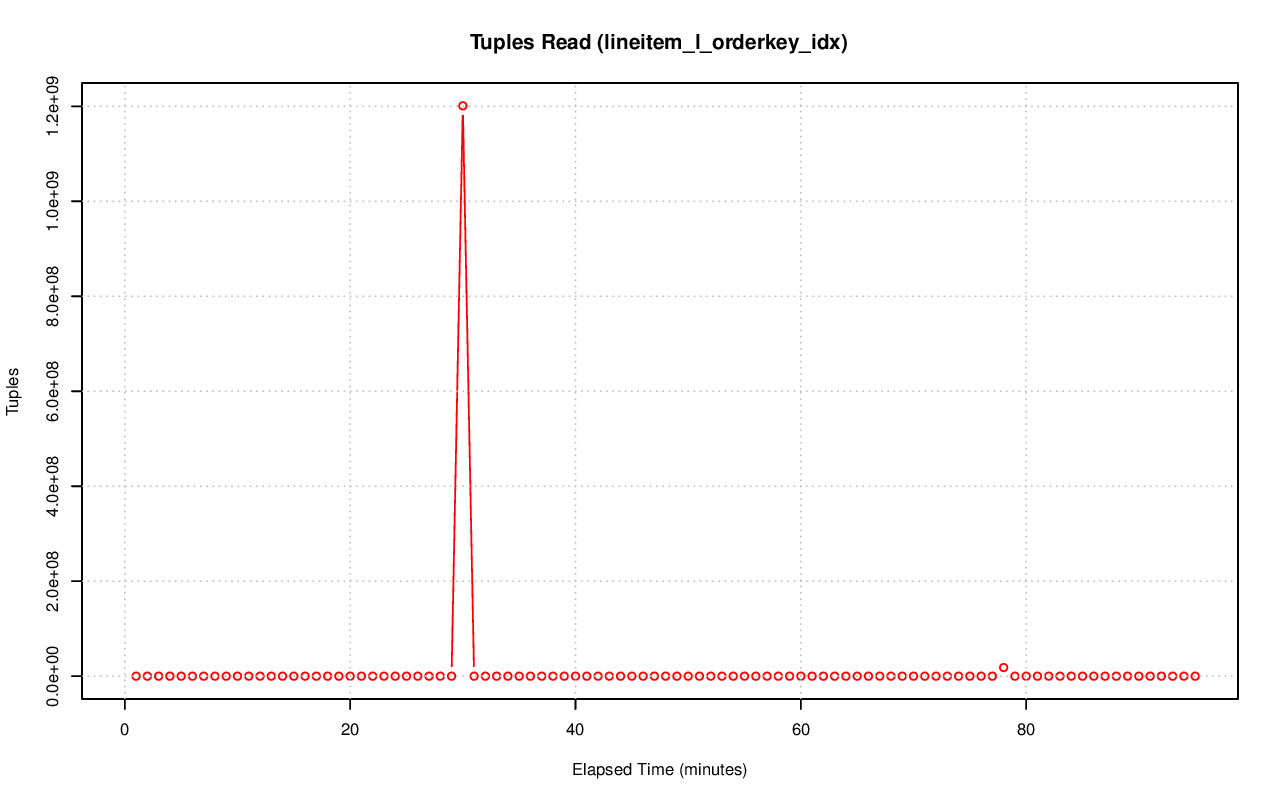 Tuples Read (lineitem_l_orderkey_idx)
Tuples
1.2e+09
1.0e+09
8.0e+08
6.0e+08
4.0e+08
2.0e+08
0.0e+00
0 20 40 60 80
Elapsed Time (minutes)